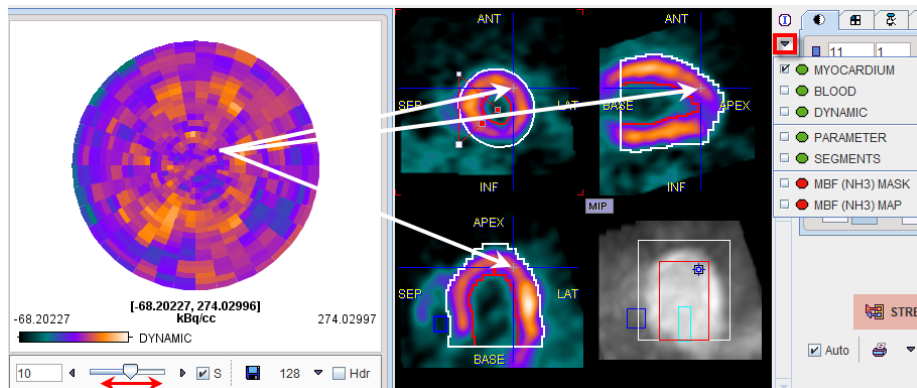 [-68.20227, 274.02996]
-68.20227 kBq/cc 274.02997
DYNAMIC
10 S 128 Hdr
ANT
SEP LAT
INF
ANT
BASE APEX
INF
APEX
SEP LAT
BASE
MIP
11 1
MYOCARDIUM
BLOOD
DYNAMIC
PARAMETER
SEGMENTS
MBF (NH3) MASK
MBF (NH3) MAP
STRE
Auto